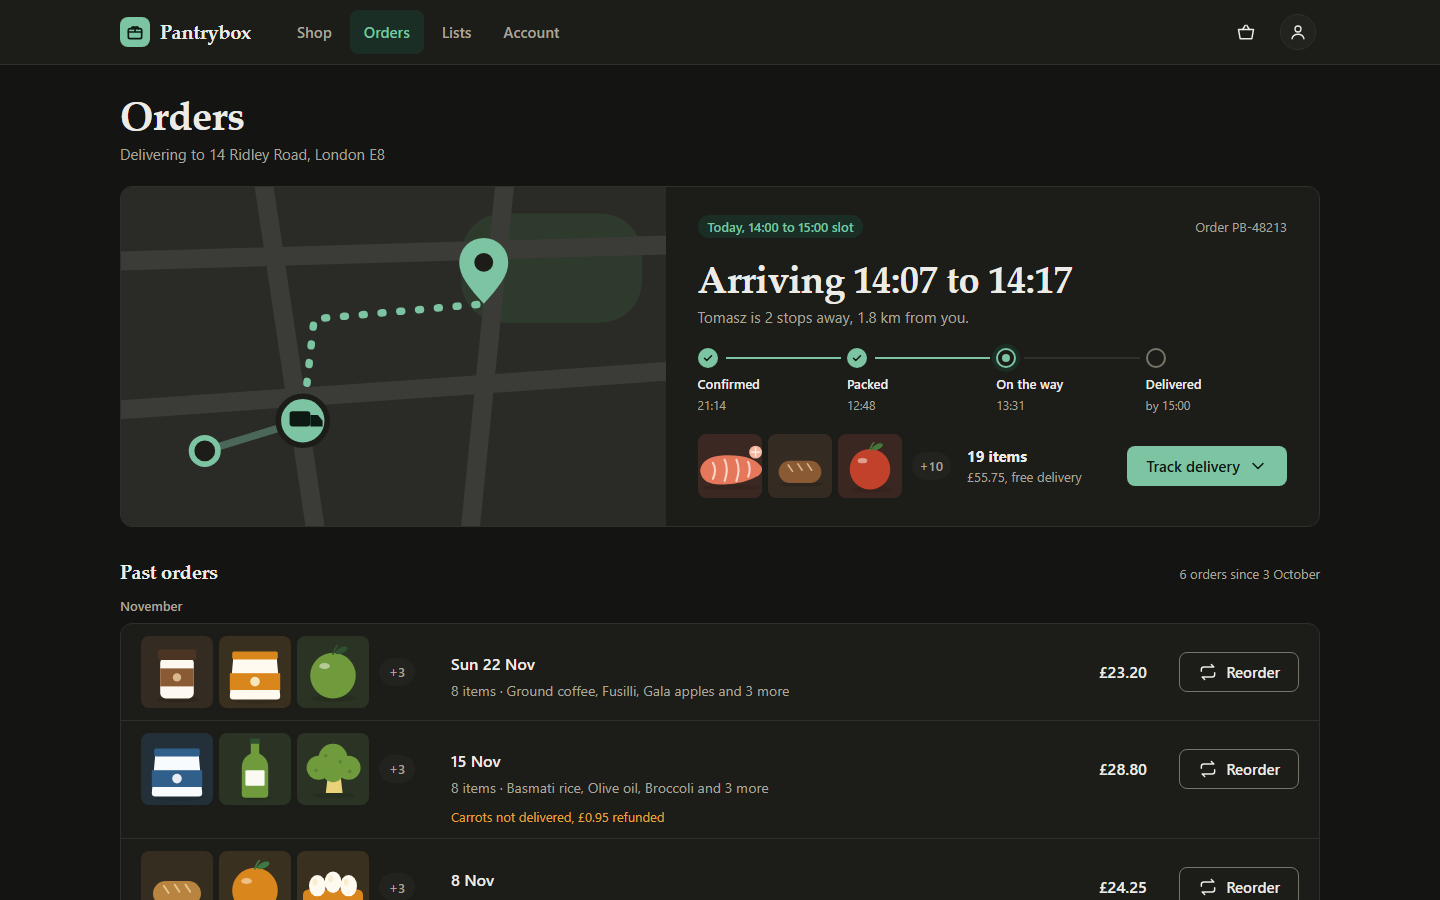 Pantrybox
Shop
Orders
Lists
Account
Orders
Delivering to 14 Ridley Road, London E8
Today, 14:00 to 15:00 slot
Order PB-48213
Arriving 14:07 to 14:17
Tomasz is 2 stops away, 1.8 km from you.
Confirmed
21:14
Packed
12:48
On the way
13:31
Delivered
by 15:00
+10
19 items
£55.75, free delivery
Track delivery
Past orders
6 orders since 3 October
November
+3
Sun 22 Nov
8 items · Ground coffee, Fusilli, Gala apples and 3 more
£23.20
Reorder
+3
15 Nov
8 items · Basmati rice, Olive oil, Broccoli and 3 more
Carrots not delivered, £0.95 refunded
£28.80
Reorder
+3
8 Nov
£24.25
Reorder